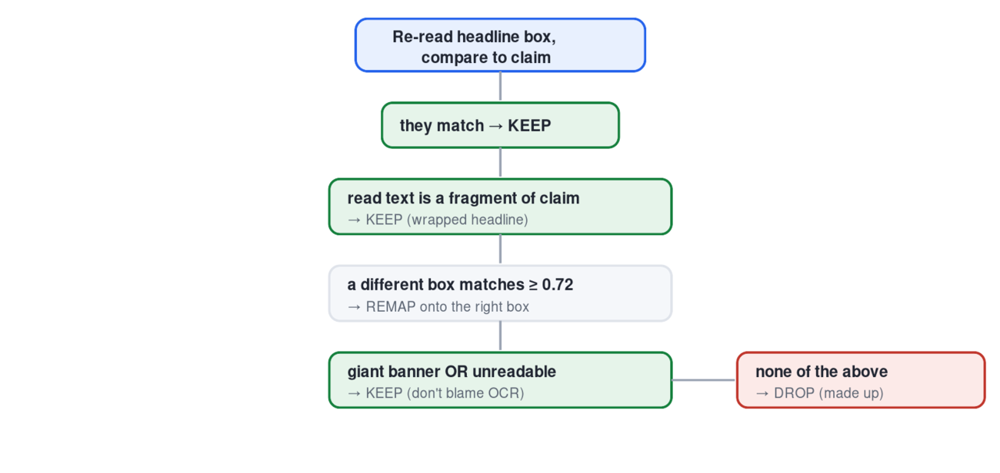 Re-read headline box,
compare to claim
they match → KEEP
read text is a fragment of claim
→ KEEP (wrapped headline)
a different box matches ≥ 0.72
→ REMAP onto the right box
giant banner OR unreadable
→ KEEP (don't blame OCR)
none of the above
→ DROP (made up)